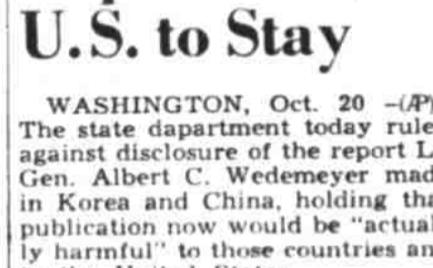 U.S. to Stay
WASHINGTON, Oct. 20 –(AP)
The state dapartment today rule
against disclosure of the report L
Gen. Albert C. Wedemeyer mad
in Korea and China, holding tha
publication now would be "actual
ly harmful" to those countries an